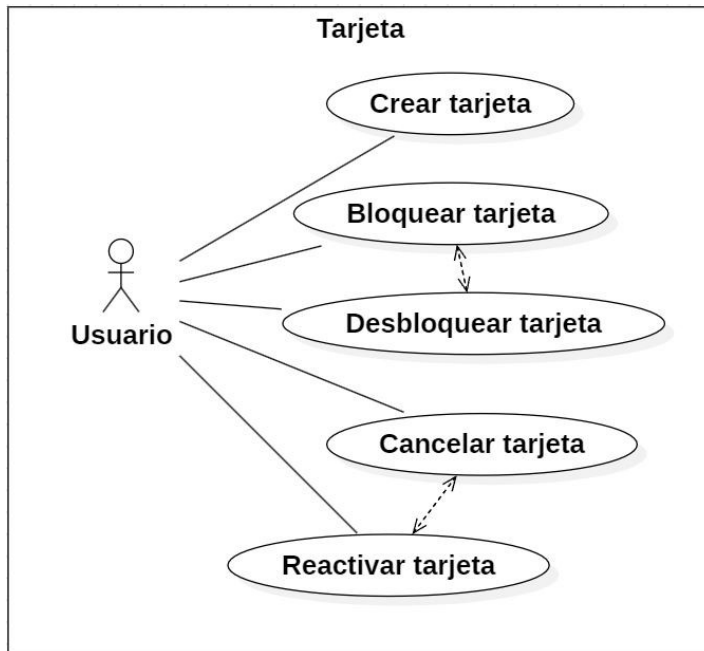 Tarjeta
Crear tarjeta
Bloquear tarjeta
Desbloquear tarjeta
Usuario
Cancelar tarjeta
Reactivar tarjeta